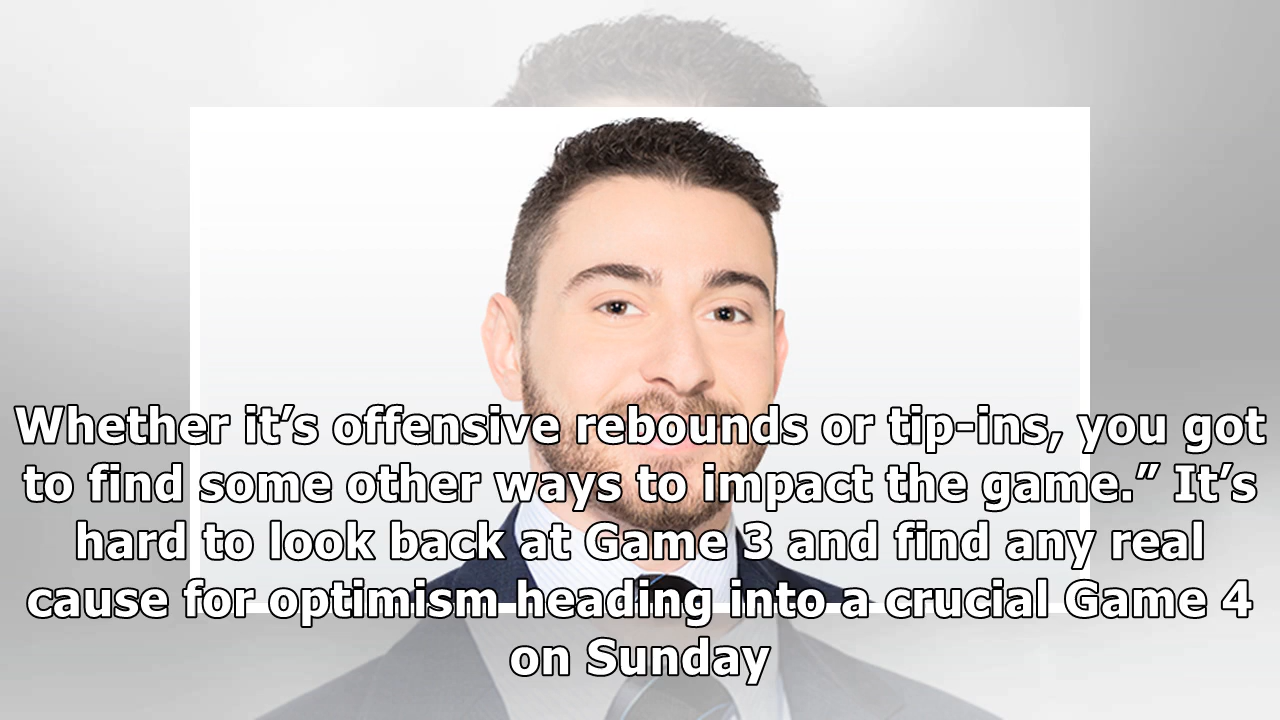 Whether it’s offensive rebounds or tip-ins, you got
to find some other ways to impact the game.” It’s
hard to look back at Game 3 and find any real
cause for optimism heading into a crucial Game 4
on Sunday